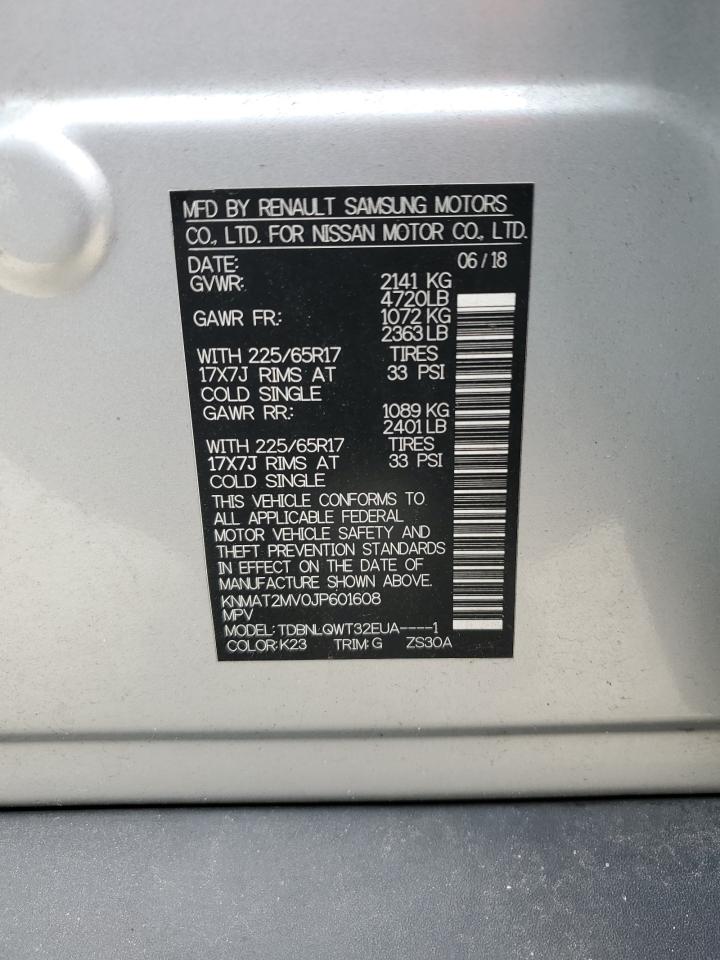 MFD BY RENAULT SAMSUNG MOTORS
CO., LTD. FOR NISSAN MOTOR CO., LTD.
DATE: 06/18
GVWR: 2141 KG
4720LB
GAWR FR.: 1072 KG
2363 LB
WITH 225/65R17 TIRES
17X7J RIMS AT 33 PSI
COLD SINGLE
GAWR RR.: 1089 KG
2401 LB
WITH 225/65R17 TIRES
17X7J RIMS AT 33 PSI
COLD SINGLE
THIS VEHICLE CONFORMS TO
ALL APPLICABLE FEDERAL
MOTOR VEHICLE SAFETY AND
THEFT PREVENTION STANDARDS
IN EFFECT ON THE DATE OF
MANUFACTURE SHOWN ABOVE.
KNMAT2MV0JP601608
MPV
MODEL: TDBNLQWT32EUA----1
COLOR: K23 TRIM: G ZS30A